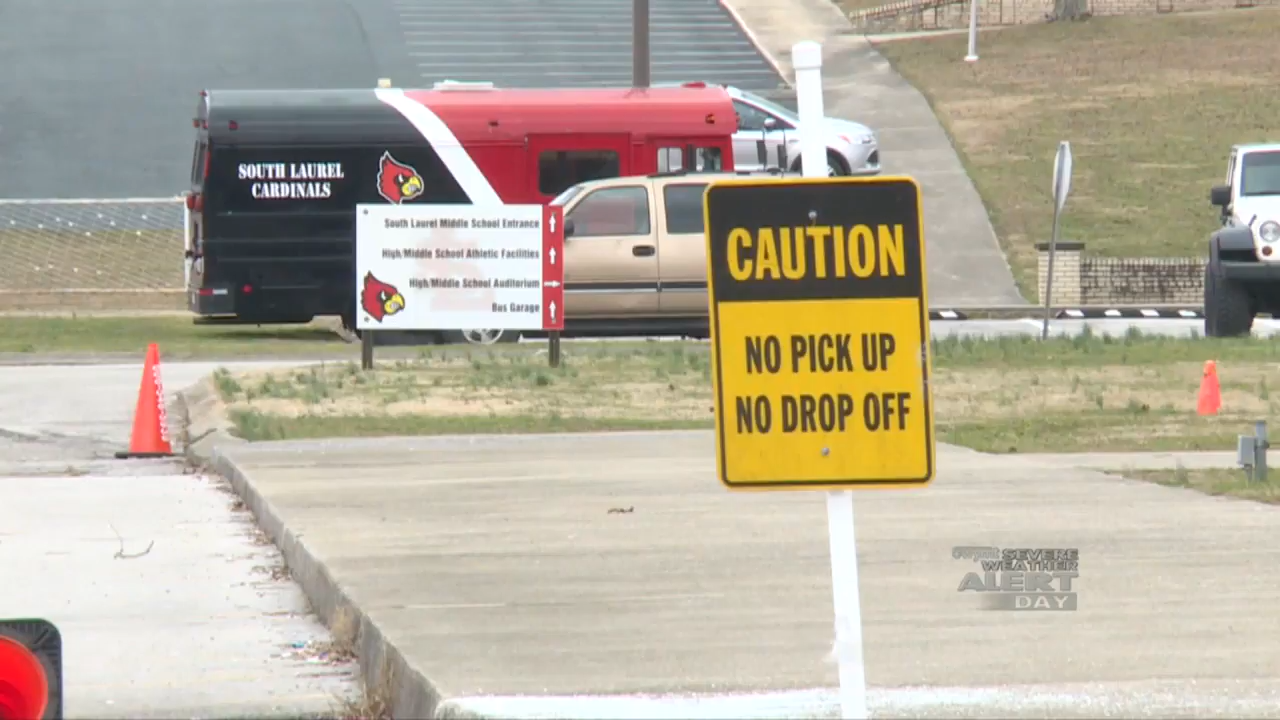 SOUTH LAUREL
CARDINALS
South Laurel Middle School Entrance
High/Middle School Athletic Facilities
High/Middle School Auditorium
Bus Garage
CAUTION
NO PICK UP
NO DROP OFF
SEVERE
WEATHER
ALERT
DAY